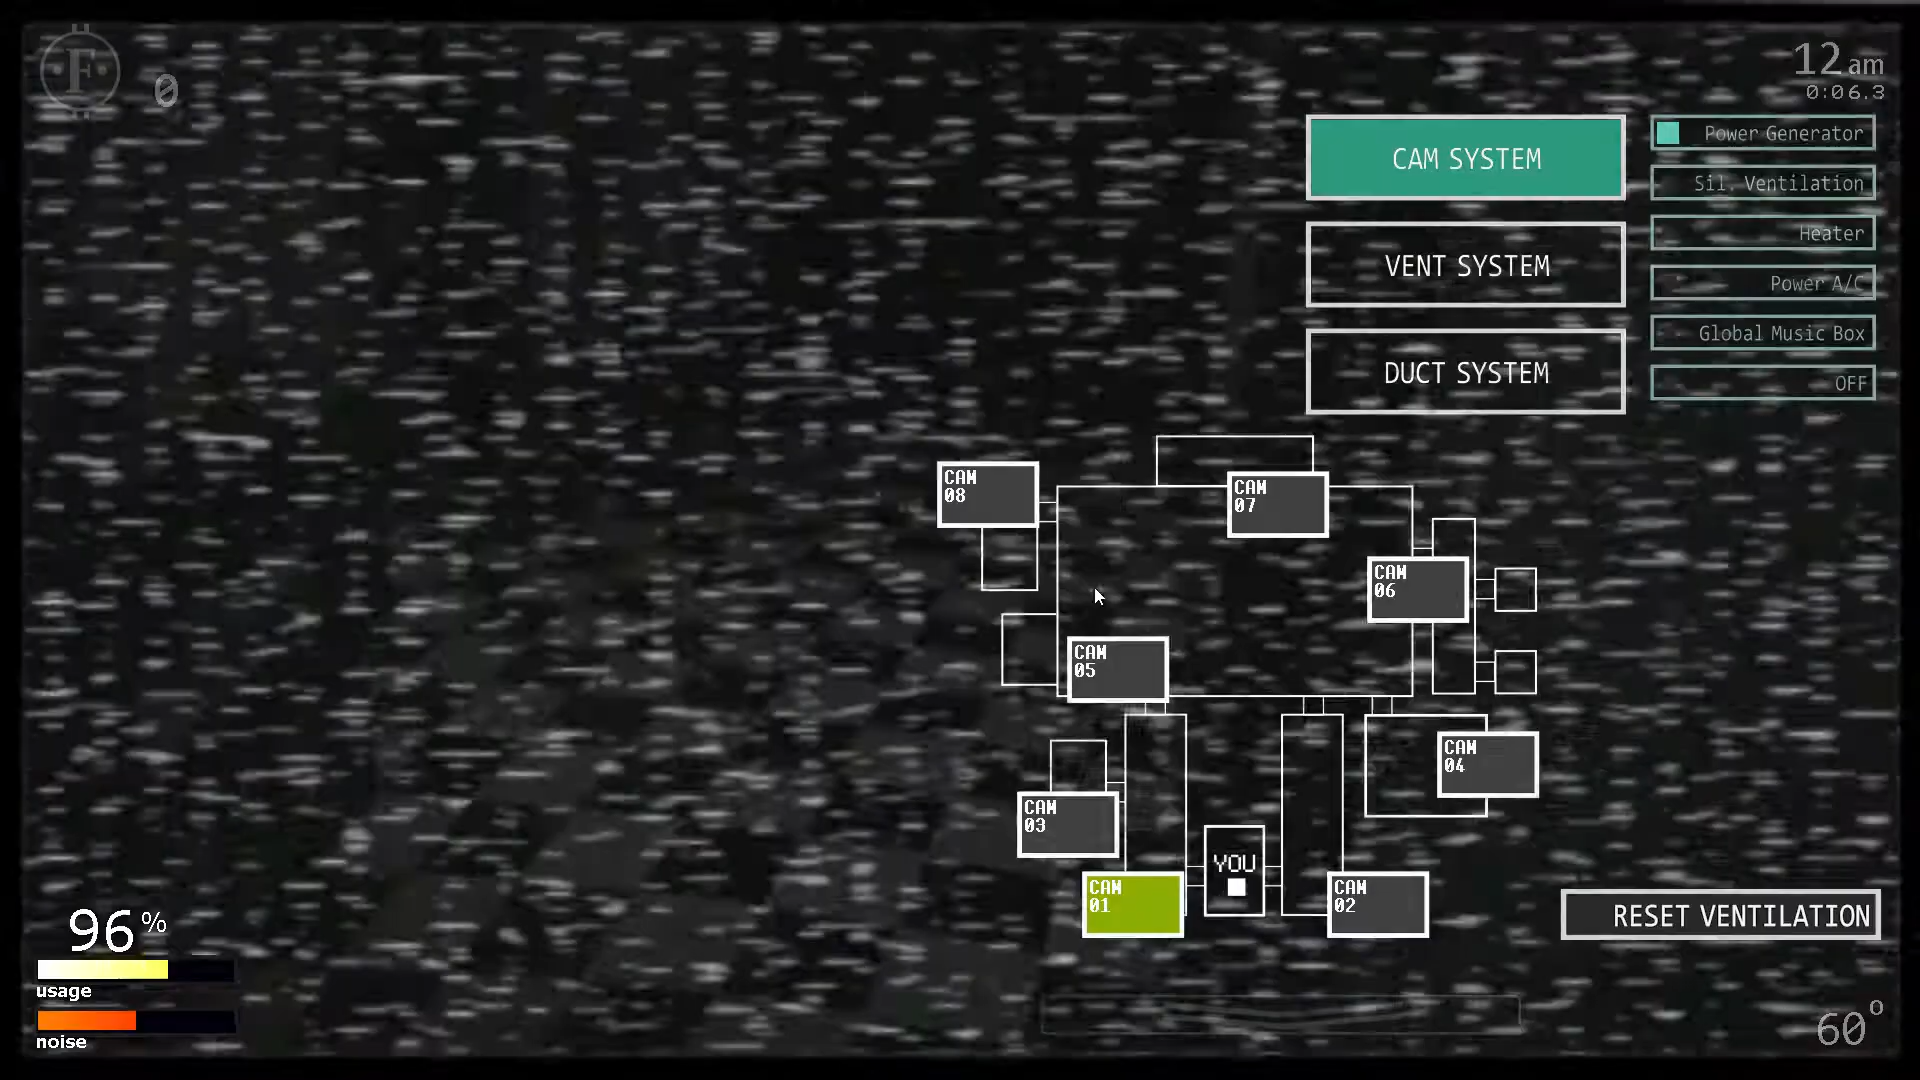 F
0
12 am
0:06.3
CAM SYSTEM
VENT SYSTEM
DUCT SYSTEM
Power Generator
Sil. Ventilation
Heater
Power A/C
Global Music Box
OFF
CAM
08
CAM
07
CAM
06
CAM
05
CAM
04
CAM
03
YOU
CAM
01
CAM
02
RESET VENTILATION
96%
usage
noise
60°